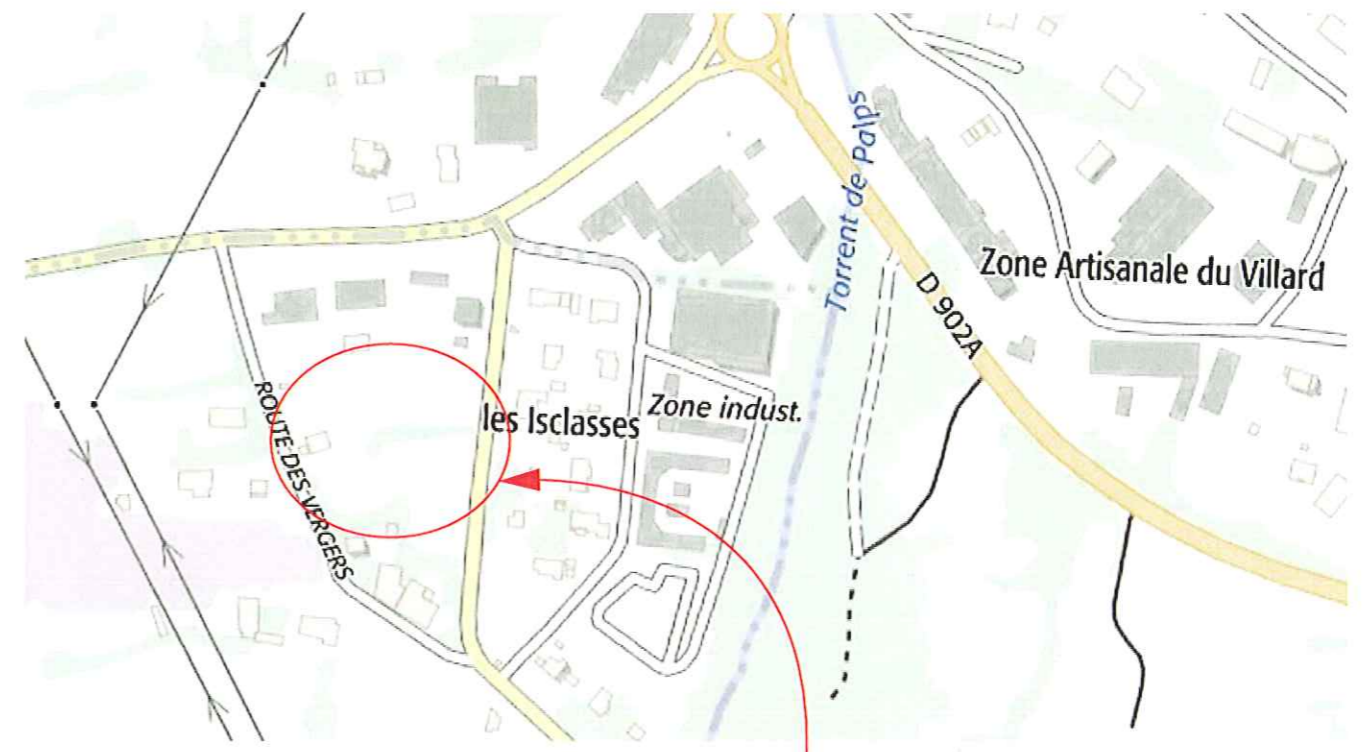 Torrent de Palps
Zone Artisanale du Villard
D 902A
ROUTE DES VERGERS
les Isclasses
Zone indust.